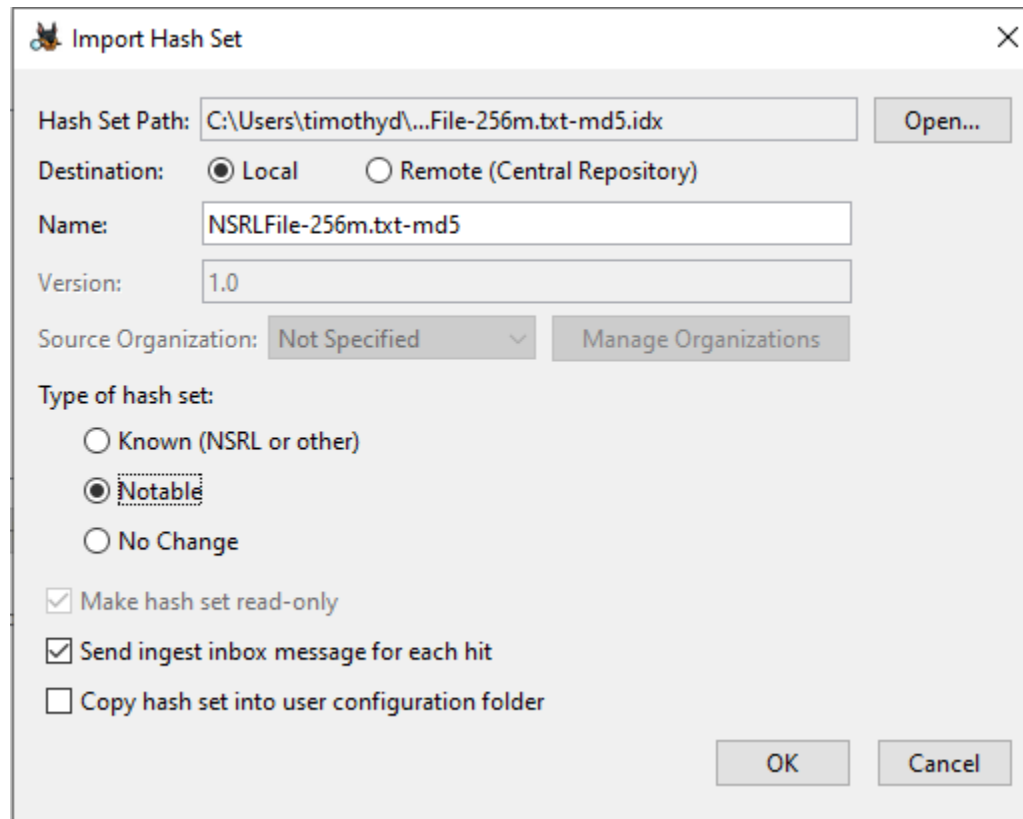 Import Hash Set
Hash Set Path: C:\Users\timothyd\...File-256m.txt-md5.idx Open...
Destination: Local Remote (Central Repository)
Name: NSRLFile-256m.txt-md5
Version: 1.0
Source Organization: Not Specified Manage Organizations
Type of hash set:
Known (NSRL or other)
Notable
No Change
Make hash set read-only
Send ingest inbox message for each hit
Copy hash set into user configuration folder
OK Cancel